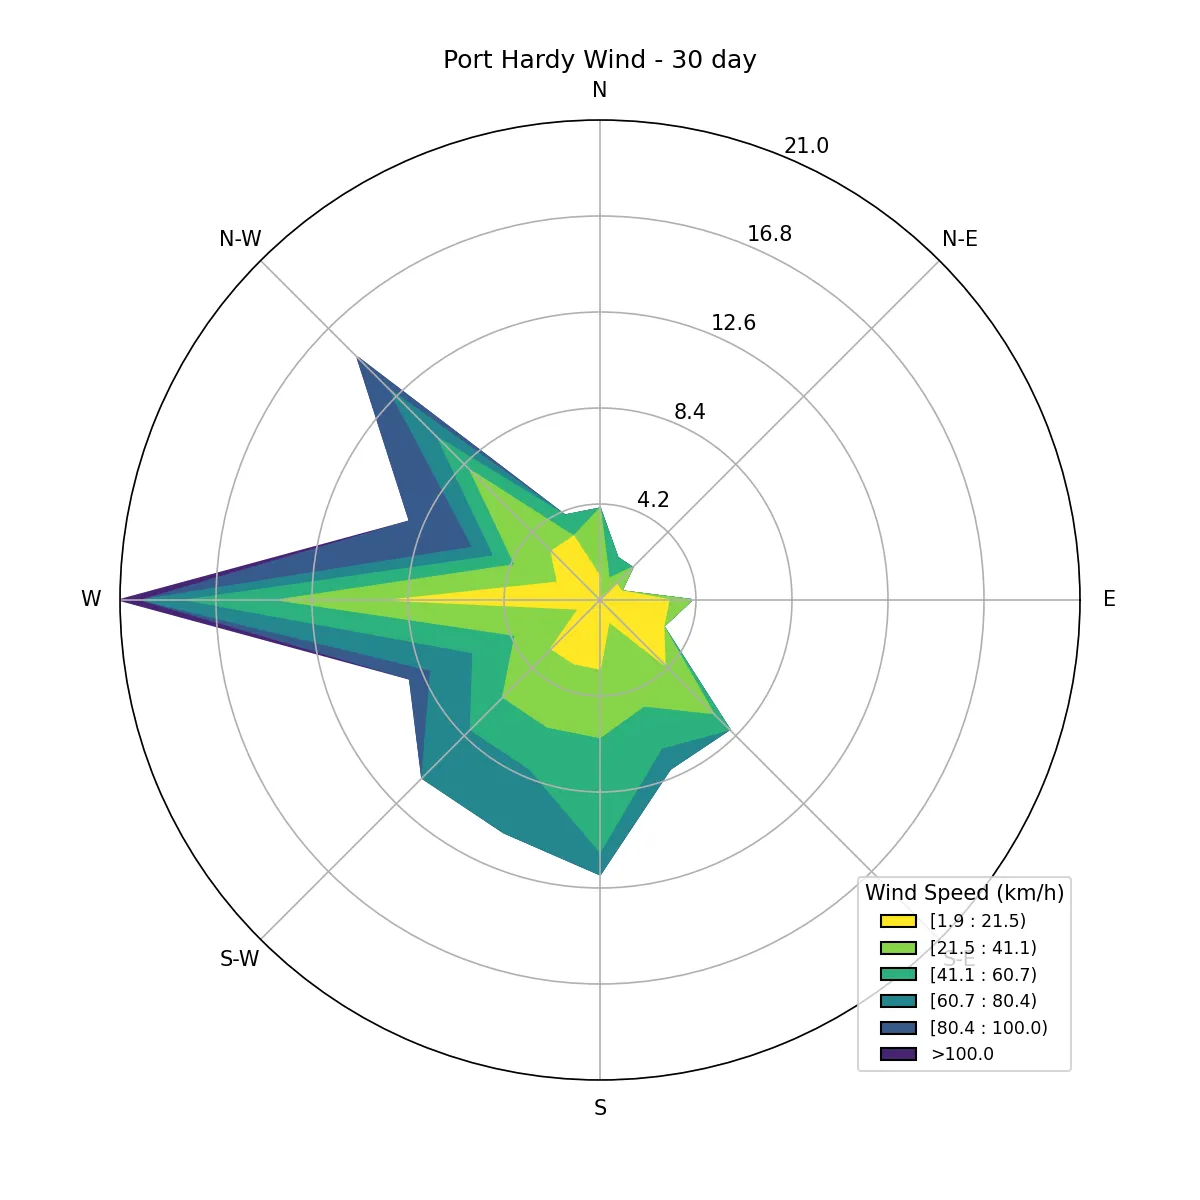 Port Hardy Wind - 30 day
N
21.0
16.8
N-W
N-E
12.6
8.4
4.2
W
E
Wind Speed (km/h)
[1.9 : 21.5)
[21.5 : 41.1)
S-W
S-E
[41.1 : 60.7)
[60.7 : 80.4)
[80.4 : 100.0)
>100.0
S